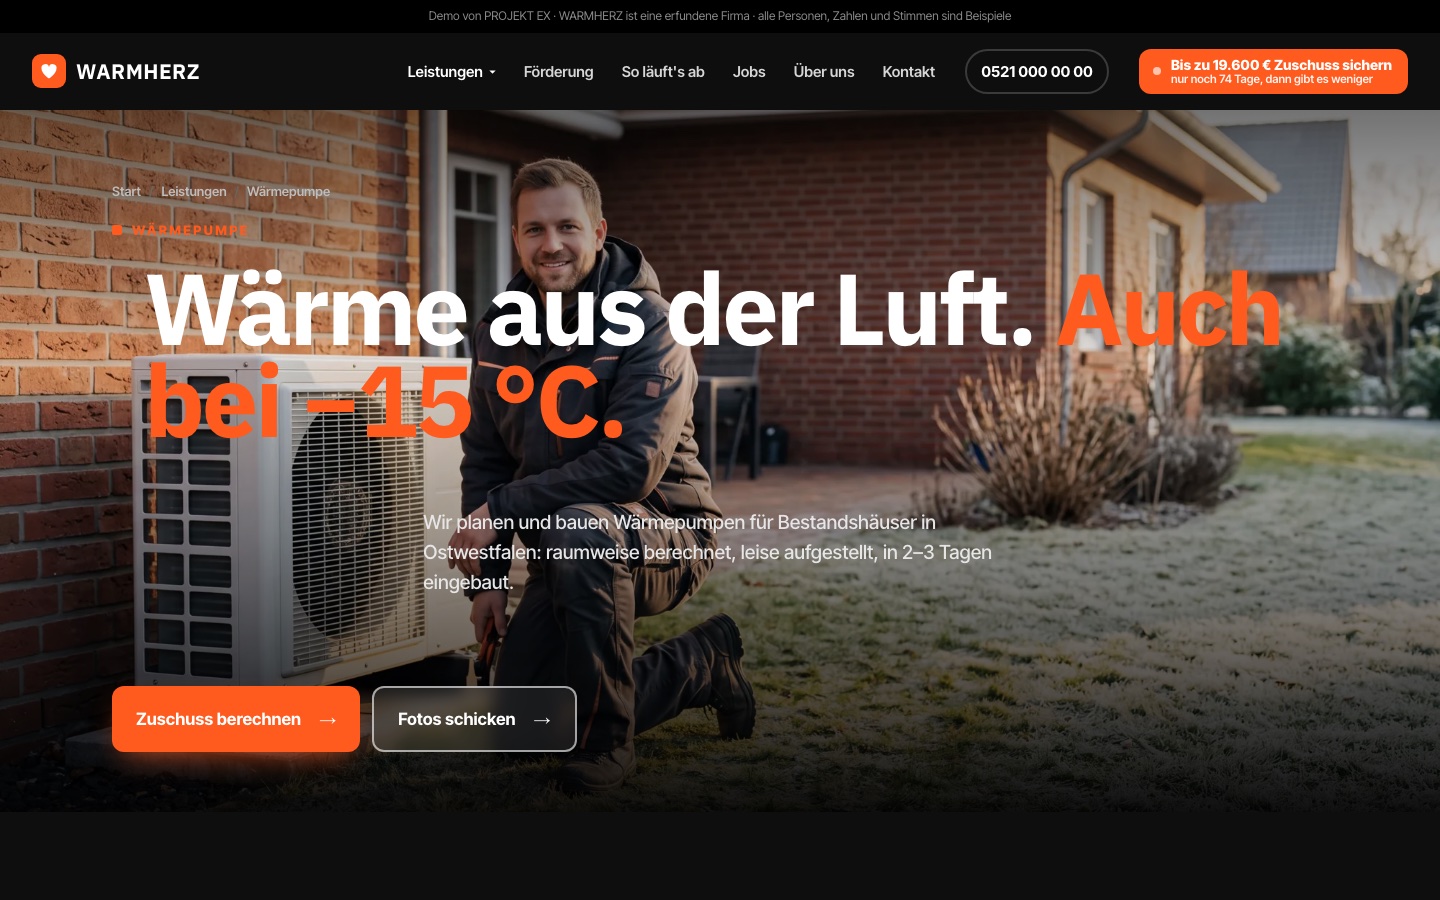 Demo von PROJEKT EX · WARMHERZ ist eine erfundene Firma · alle Personen, Zahlen und Stimmen sind Beispiele
WARMHERZ
Leistungen
Förderung
So läuft's ab
Jobs
Über uns
Kontakt
0521 000 00 00
Bis zu 19.600 € Zuschuss sichern
nur noch 74 Tage, dann gibt es weniger
Start
Leistungen
Wärmepumpe
WÄRMEPUMPE
Wärme aus der Luft. Auch
bei −15 °C.
Wir planen und bauen Wärmepumpen für Bestandshäuser in
Ostwestfalen: raumweise berechnet, leise aufgestellt, in 2–3 Tagen
eingebaut.
Zuschuss berechnen →
Fotos schicken →